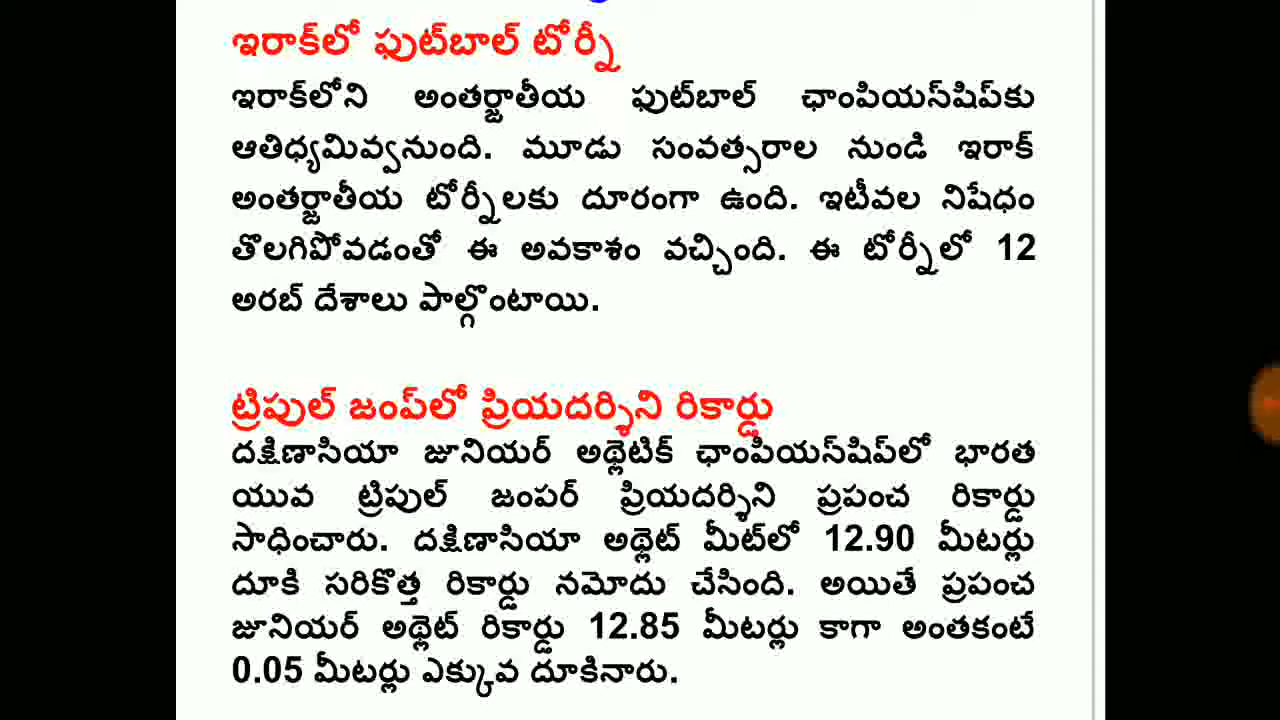 ఇరాక్‌లో ఫుట్‌బాల్ టోర్నీ
ఇరాక్‌లోని అంతర్జాతీయ ఫుట్‌బాల్ ఛాంపియన్‌షిప్‌కు
ఆతిధ్యమివ్వనుంది. మూడు సంవత్సరాల నుండి ఇరాక్
అంతర్జాతీయ టోర్నీలకు దూరంగా ఉంది. ఇటీవల నిషేధం
తొలగిపోవడంతో ఈ అవకాశం వచ్చింది. ఈ టోర్నీలో 12
అరబ్ దేశాలు పాల్గొంటాయి.
ట్రిపుల్ జంప్‌లో ప్రియదర్శిని రికార్డు
దక్షిణాసియా జూనియర్ అథ్లెటిక్ ఛాంపియన్‌షిప్‌లో భారత
యువ ట్రిపుల్ జంపర్ ప్రియదర్శిని ప్రపంచ రికార్డు
సాధించారు. దక్షిణాసియా అథ్లెట్ మీట్‌లో 12.90 మీటర్లు
దూకి సరికొత్త రికార్డు నమోదు చేసింది. అయితే ప్రపంచ
జూనియర్ అథ్లెట్ రికార్డు 12.85 మీటర్లు కాగా అంతకంటే
0.05 మీటర్లు ఎక్కువ దూకినారు.